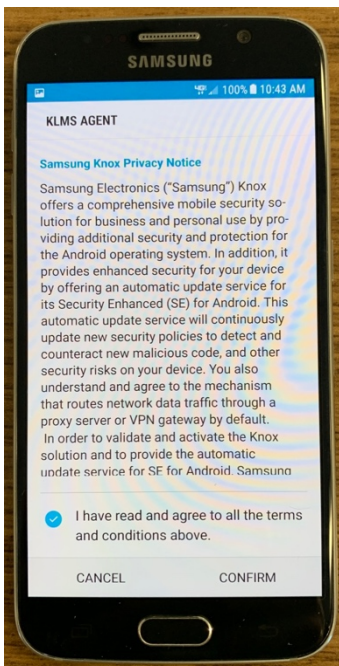 SAMSUNG
100% 10:43 AM
KLMS AGENT
Samsung Knox Privacy Notice
Samsung Electronics ("Samsung") Knox
offers a comprehensive mobile security so-
lution for business and personal use by pro-
viding additional security and protection for
the Android operating system. In addition, it
provides enhanced security for your device
by offering an automatic update service for
its Security Enhanced (SE) for Android. This
automatic update service will continuously
update new security policies to detect and
counteract new malicious code, and other
security risks on your device. You also
understand and agree to the mechanism
that routes network data traffic through a
proxy server or VPN gateway by default.
In order to validate and activate the Knox
solution and to provide the automatic
update service for SE for Android, Samsung
I have read and agree to all the terms
and conditions above.
CANCEL CONFIRM